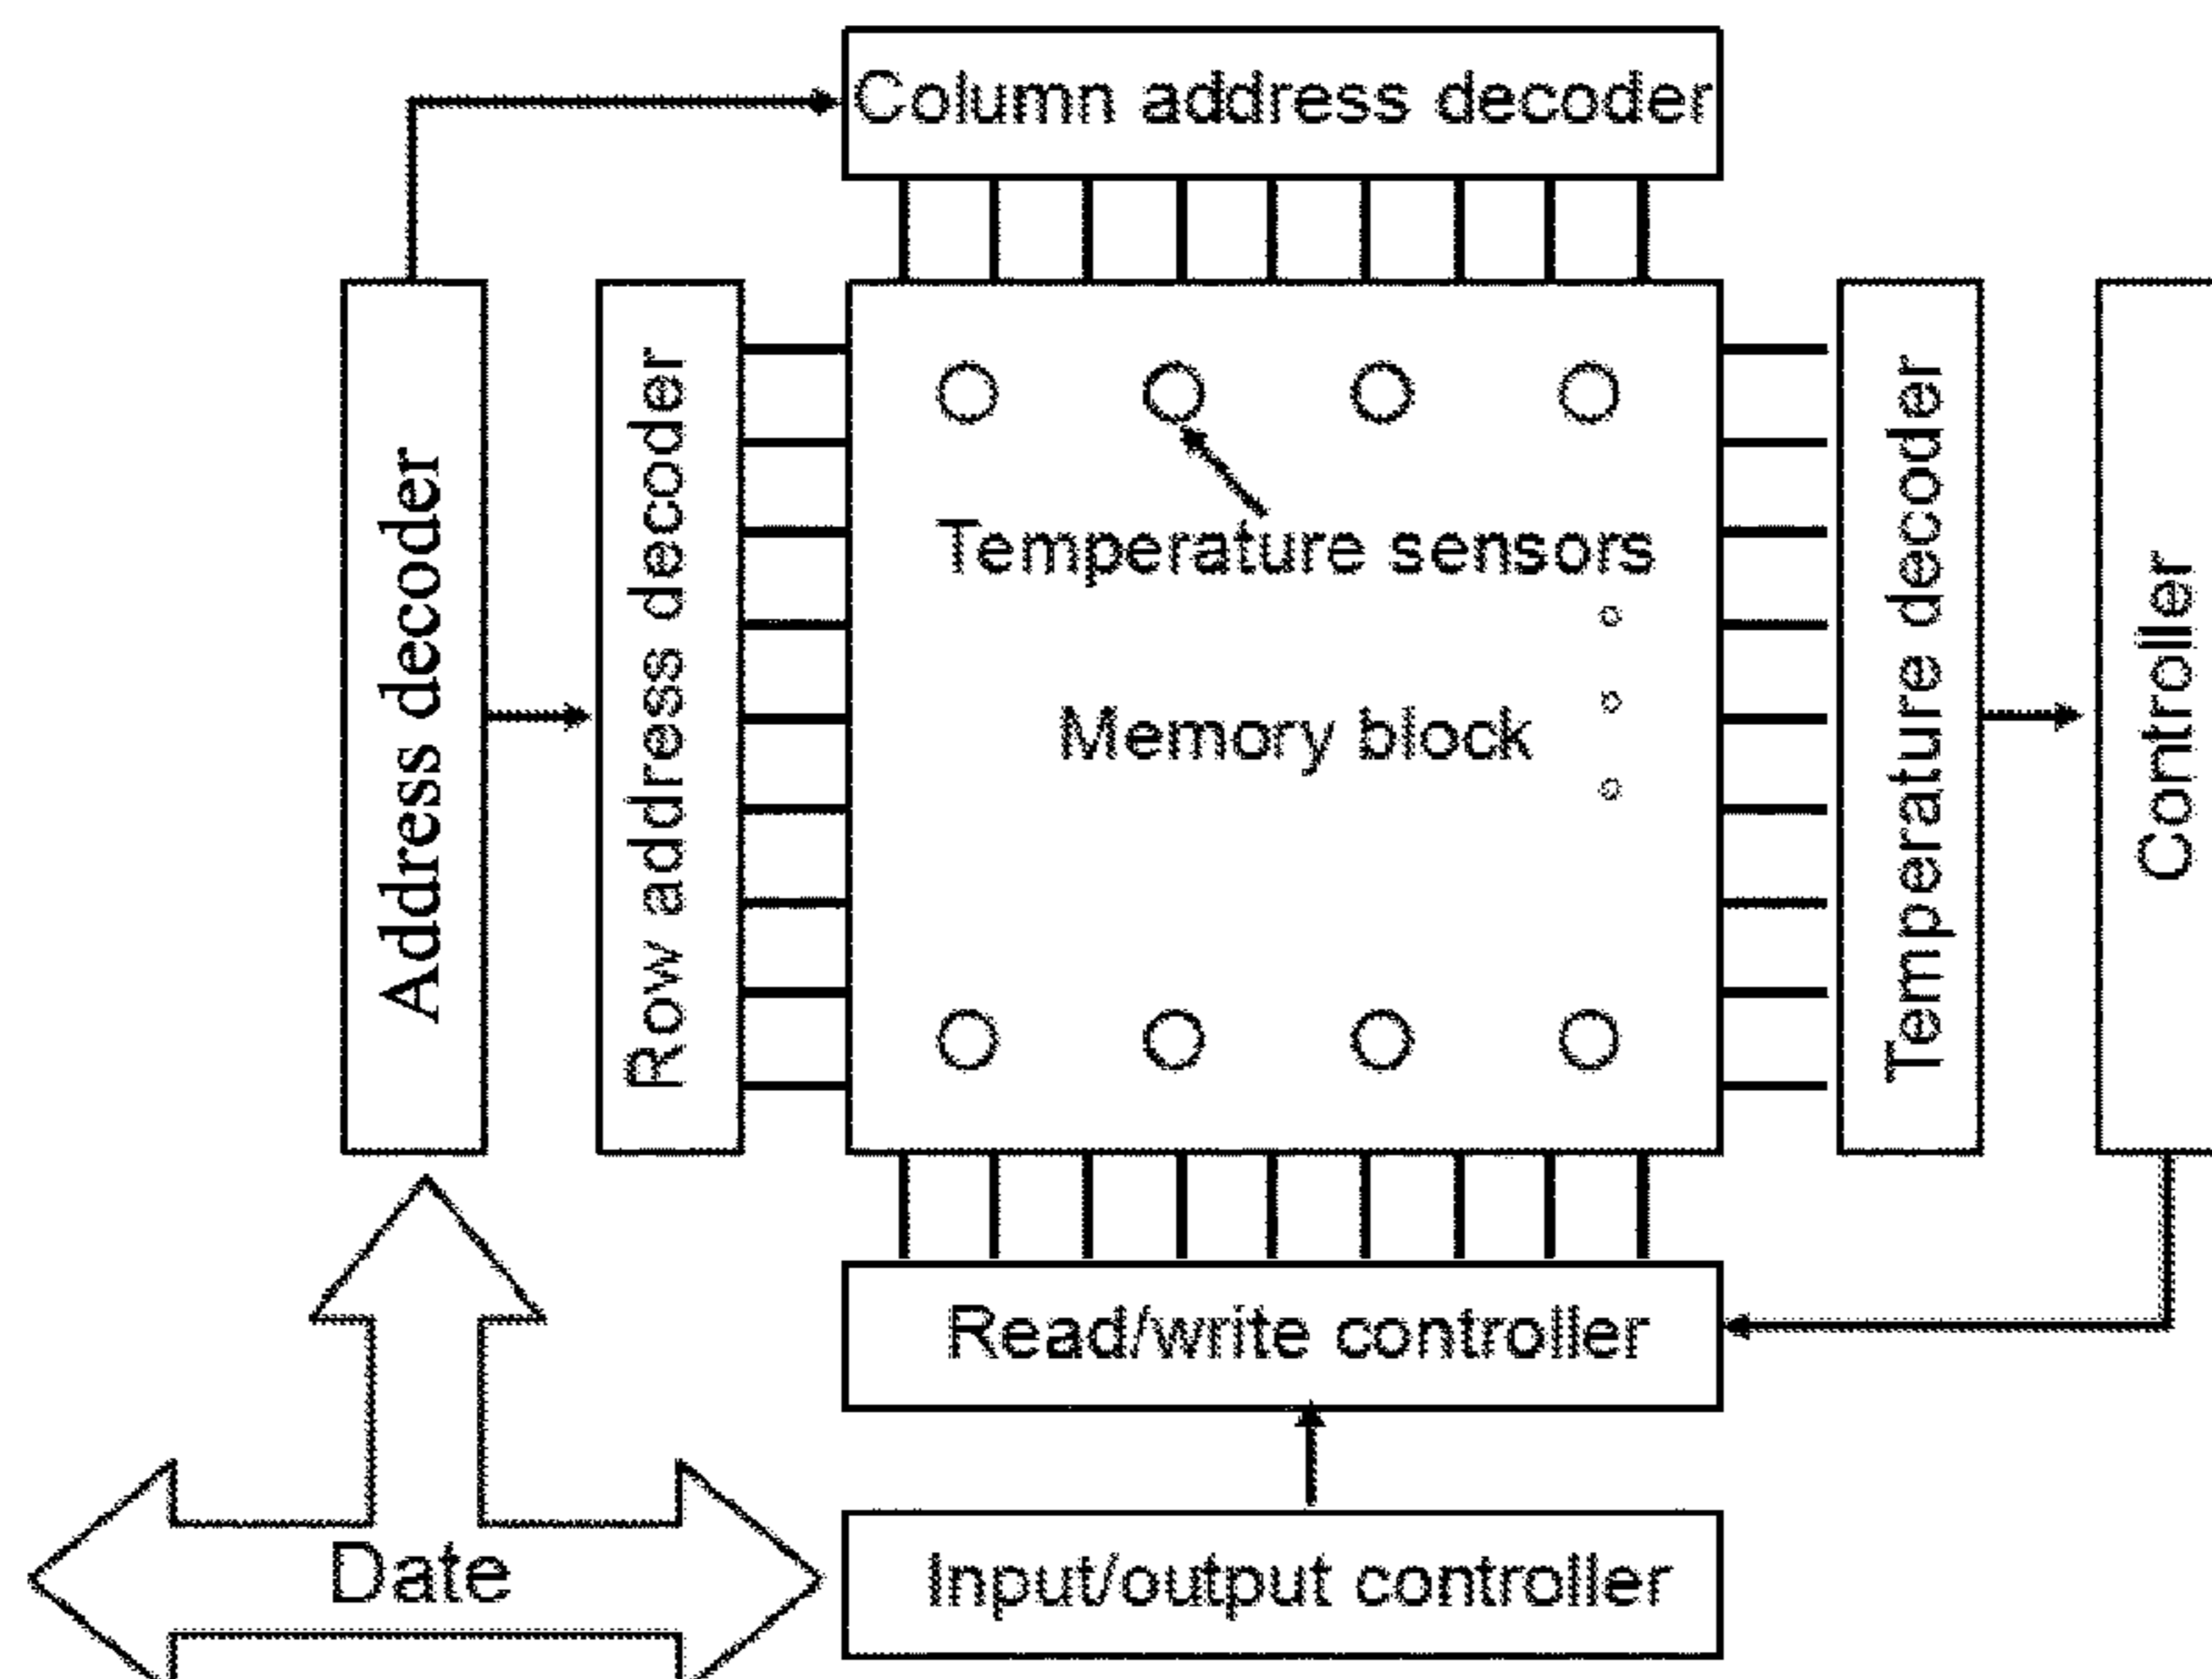 Column address decoder
Address decoder
Row address decoder
Temperature sensors
Memory block
Temperature decoder
Controller
Read/write controller
Date
Input/output controller